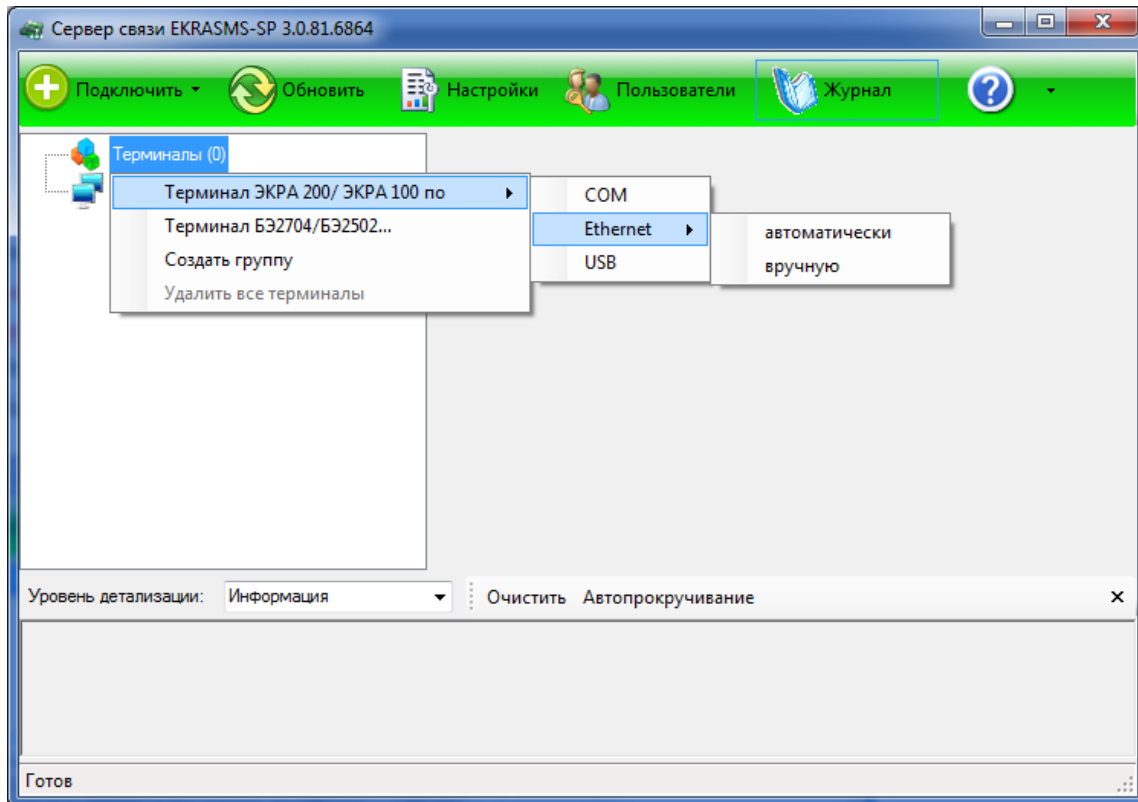 Сервер связи EKRASMS-SP 3.0.81.6864
Подключить Обновить Настройки Пользователи Журнал
Терминалы (0)
Терминал ЭКРА 200/ ЭКРА 100 по
Терминал БЭ2704/БЭ2502...
Создать группу
Удалить все терминалы
COM
Ethernet
USB
автоматически
вручную
Уровень детализации: Информация Очистить Автопрокручивание
Готов